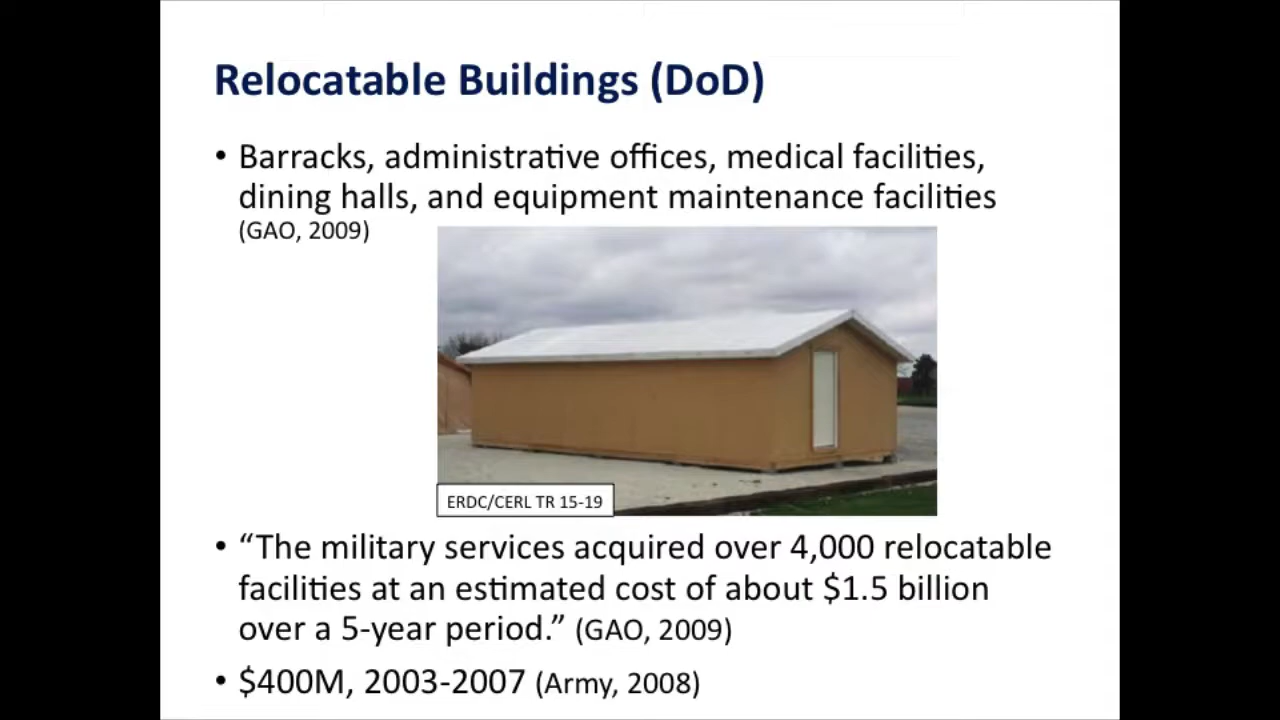 Relocatable Buildings (DoD)
• Barracks, administrative offices, medical facilities,
dining halls, and equipment maintenance facilities
(GAO, 2009)
ERDC/CERL TR 15-19
• “The military services acquired over 4,000 relocatable
facilities at an estimated cost of about $1.5 billion
over a 5-year period.” (GAO, 2009)
• $400M, 2003-2007 (Army, 2008)